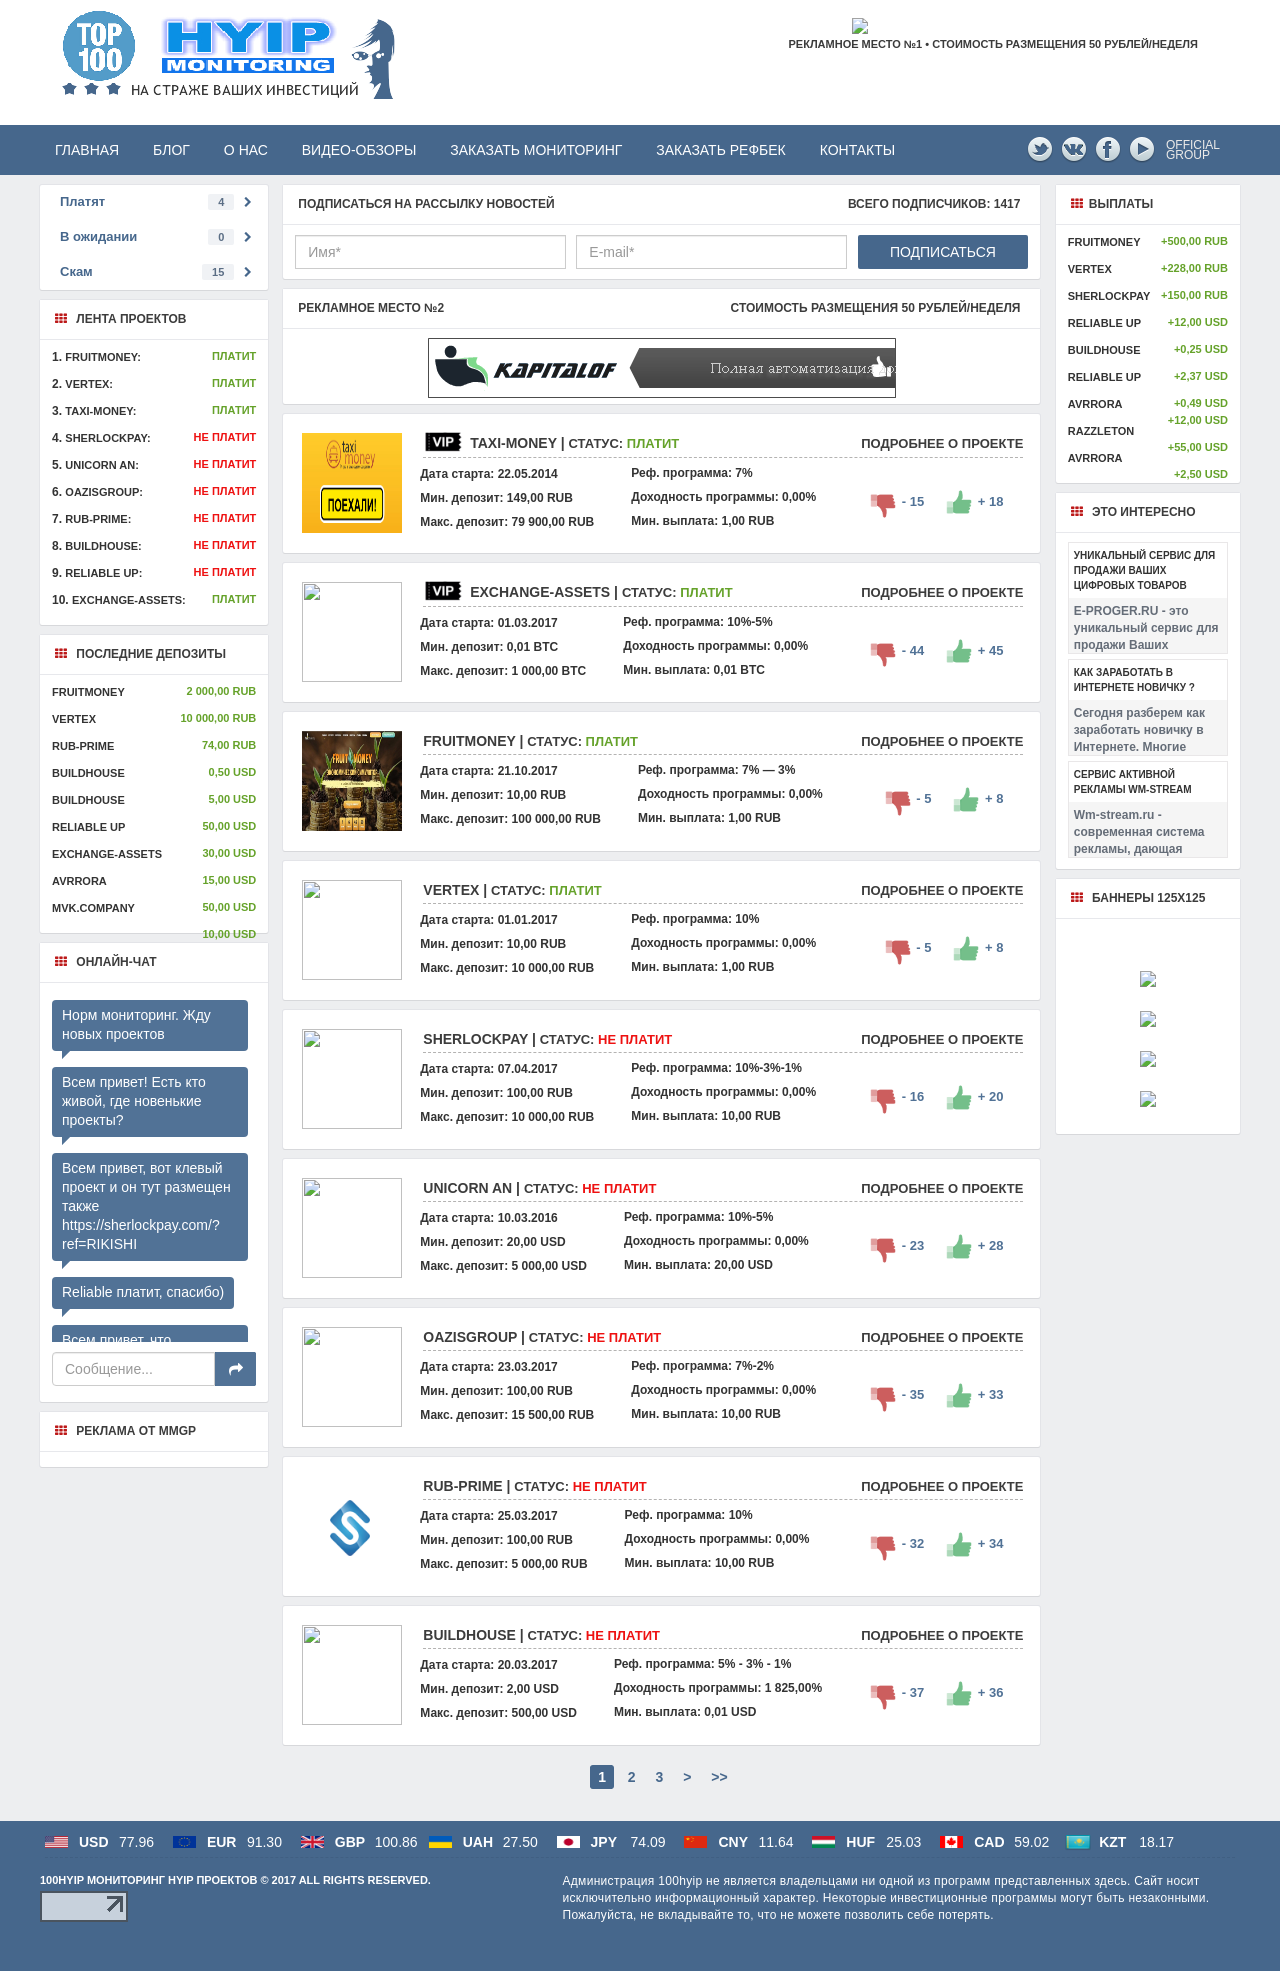 TOP 100
HYIP
MONITORING
НА СТРАЖЕ ВАШИХ ИНВЕСТИЦИЙ
РЕКЛАМНОЕ МЕСТО №1 • СТОИМОСТЬ РАЗМЕЩЕНИЯ 50 РУБЛЕЙ/НЕДЕЛЯ
ГЛАВНАЯ БЛОГ О НАС ВИДЕО-ОБЗОРЫ ЗАКАЗАТЬ МОНИТОРИНГ ЗАКАЗАТЬ РЕФБЕК КОНТАКТЫ
OFFICIAL
GROUP
Платят 4
В ожидании 0
Скам 15
ЛЕНТА ПРОЕКТОВ
1. FRUITMONEY: ПЛАТИТ
2. VERTEX: ПЛАТИТ
3. TAXI-MONEY: ПЛАТИТ
4. SHERLOCKPAY: НЕ ПЛАТИТ
5. UNICORN AN: НЕ ПЛАТИТ
6. OAZISGROUP: НЕ ПЛАТИТ
7. RUB-PRIME: НЕ ПЛАТИТ
8. BUILDHOUSE: НЕ ПЛАТИТ
9. RELIABLE UP: НЕ ПЛАТИТ
10. EXCHANGE-ASSETS: ПЛАТИТ
ПОСЛЕДНИЕ ДЕПОЗИТЫ
FRUITMONEY 2 000,00 RUB
VERTEX 10 000,00 RUB
RUB-PRIME 74,00 RUB
BUILDHOUSE 0,50 USD
BUILDHOUSE 5,00 USD
RELIABLE UP 50,00 USD
EXCHANGE-ASSETS 30,00 USD
AVRRORA 15,00 USD
MVK.COMPANY 50,00 USD
10,00 USD
ОНЛАЙН-ЧАТ
Норм мониторинг. Жду
новых проектов
Всем привет! Есть кто
живой, где новенькие
проекты?
Всем привет, вот клевый
проект и он тут размещен
также
https://sherlockpay.com/?
ref=RIKISHI
Reliable платит, спасибо)
Всем привет, что
Сообщение...
РЕКЛАМА ОТ MMGP
ПОДПИСАТЬСЯ НА РАССЫЛКУ НОВОСТЕЙ ВСЕГО ПОДПИСЧИКОВ: 1417
Имя* E-mail* ПОДПИСАТЬСЯ
РЕКЛАМНОЕ МЕСТО №2 СТОИМОСТЬ РАЗМЕЩЕНИЯ 50 РУБЛЕЙ/НЕДЕЛЯ
KAPITALOF Полная автоматизация
taxi
money
ПОЕХАЛИ!
VIP TAXI-MONEY | СТАТУС: ПЛАТИТ ПОДРОБНЕЕ О ПРОЕКТЕ
Дата старта: 22.05.2014 Реф. программа: 7%
Мин. депозит: 149,00 RUB Доходность программы: 0,00% - 15 + 18
Макс. депозит: 79 900,00 RUB Мин. выплата: 1,00 RUB
VIP EXCHANGE-ASSETS | СТАТУС: ПЛАТИТ ПОДРОБНЕЕ О ПРОЕКТЕ
Дата старта: 01.03.2017 Реф. программа: 10%-5%
Мин. депозит: 0,01 BTC Доходность программы: 0,00% - 44 + 45
Макс. депозит: 1 000,00 BTC Мин. выплата: 0,01 BTC
FRUIT MONEY
FRUITMONEY | СТАТУС: ПЛАТИТ ПОДРОБНЕЕ О ПРОЕКТЕ
Дата старта: 21.10.2017 Реф. программа: 7% — 3%
Мин. депозит: 10,00 RUB Доходность программы: 0,00% - 5 + 8
Макс. депозит: 100 000,00 RUB Мин. выплата: 1,00 RUB
VERTEX | СТАТУС: ПЛАТИТ ПОДРОБНЕЕ О ПРОЕКТЕ
Дата старта: 01.01.2017 Реф. программа: 10%
Мин. депозит: 10,00 RUB Доходность программы: 0,00% - 5 + 8
Макс. депозит: 10 000,00 RUB Мин. выплата: 1,00 RUB
SHERLOCKPAY | СТАТУС: НЕ ПЛАТИТ ПОДРОБНЕЕ О ПРОЕКТЕ
Дата старта: 07.04.2017 Реф. программа: 10%-3%-1%
Мин. депозит: 100,00 RUB Доходность программы: 0,00% - 16 + 20
Макс. депозит: 10 000,00 RUB Мин. выплата: 10,00 RUB
UNICORN AN | СТАТУС: НЕ ПЛАТИТ ПОДРОБНЕЕ О ПРОЕКТЕ
Дата старта: 10.03.2016 Реф. программа: 10%-5%
Мин. депозит: 20,00 USD Доходность программы: 0,00% - 23 + 28
Макс. депозит: 5 000,00 USD Мин. выплата: 20,00 USD
OAZISGROUP | СТАТУС: НЕ ПЛАТИТ ПОДРОБНЕЕ О ПРОЕКТЕ
Дата старта: 23.03.2017 Реф. программа: 7%-2%
Мин. депозит: 100,00 RUB Доходность программы: 0,00% - 35 + 33
Макс. депозит: 15 500,00 RUB Мин. выплата: 10,00 RUB
RUB-PRIME | СТАТУС: НЕ ПЛАТИТ ПОДРОБНЕЕ О ПРОЕКТЕ
Дата старта: 25.03.2017 Реф. программа: 10%
Мин. депозит: 100,00 RUB Доходность программы: 0,00% - 32 + 34
Макс. депозит: 5 000,00 RUB Мин. выплата: 10,00 RUB
BUILDHOUSE | СТАТУС: НЕ ПЛАТИТ ПОДРОБНЕЕ О ПРОЕКТЕ
Дата старта: 20.03.2017 Реф. программа: 5% - 3% - 1%
Мин. депозит: 2,00 USD Доходность программы: 1 825,00% - 37 + 36
Макс. депозит: 500,00 USD Мин. выплата: 0,01 USD
1 2 3 > >>
ВЫПЛАТЫ
FRUITMONEY +500,00 RUB
VERTEX +228,00 RUB
SHERLOCKPAY +150,00 RUB
RELIABLE UP +12,00 USD
BUILDHOUSE +0,25 USD
RELIABLE UP +2,37 USD
AVRRORA +0,49 USD
+12,00 USD
RAZZLETON
+55,00 USD
AVRRORA
+2,50 USD
ЭТО ИНТЕРЕСНО
УНИКАЛЬНЫЙ СЕРВИС ДЛЯ
ПРОДАЖИ ВАШИХ
ЦИФРОВЫХ ТОВАРОВ
E-PROGER.RU - это
уникальный сервис для
продажи Ваших
КАК ЗАРАБОТАТЬ В
ИНТЕРНЕТЕ НОВИЧКУ ?
Сегодня разберем как
заработать новичку в
Интернете. Многие
СЕРВИС АКТИВНОЙ
РЕКЛАМЫ WM-STREAM
Wm-stream.ru -
современная система
рекламы, дающая
БАННЕРЫ 125X125
USD 77.96 EUR 91.30 GBP 100.86 UAH 27.50 JPY 74.09 CNY 11.64 HUF 25.03 CAD 59.02 KZT 18.17
100HYIP МОНИТОРИНГ HYIP ПРОЕКТОВ © 2017 ALL RIGHTS RESERVED.
Администрация 100hyip не является владельцами ни одной из программ представленных здесь. Сайт носит
исключительно информационный характер. Некоторые инвестиционные программы могут быть незаконными.
Пожалуйста, не вкладывайте то, что не можете позволить себе потерять.